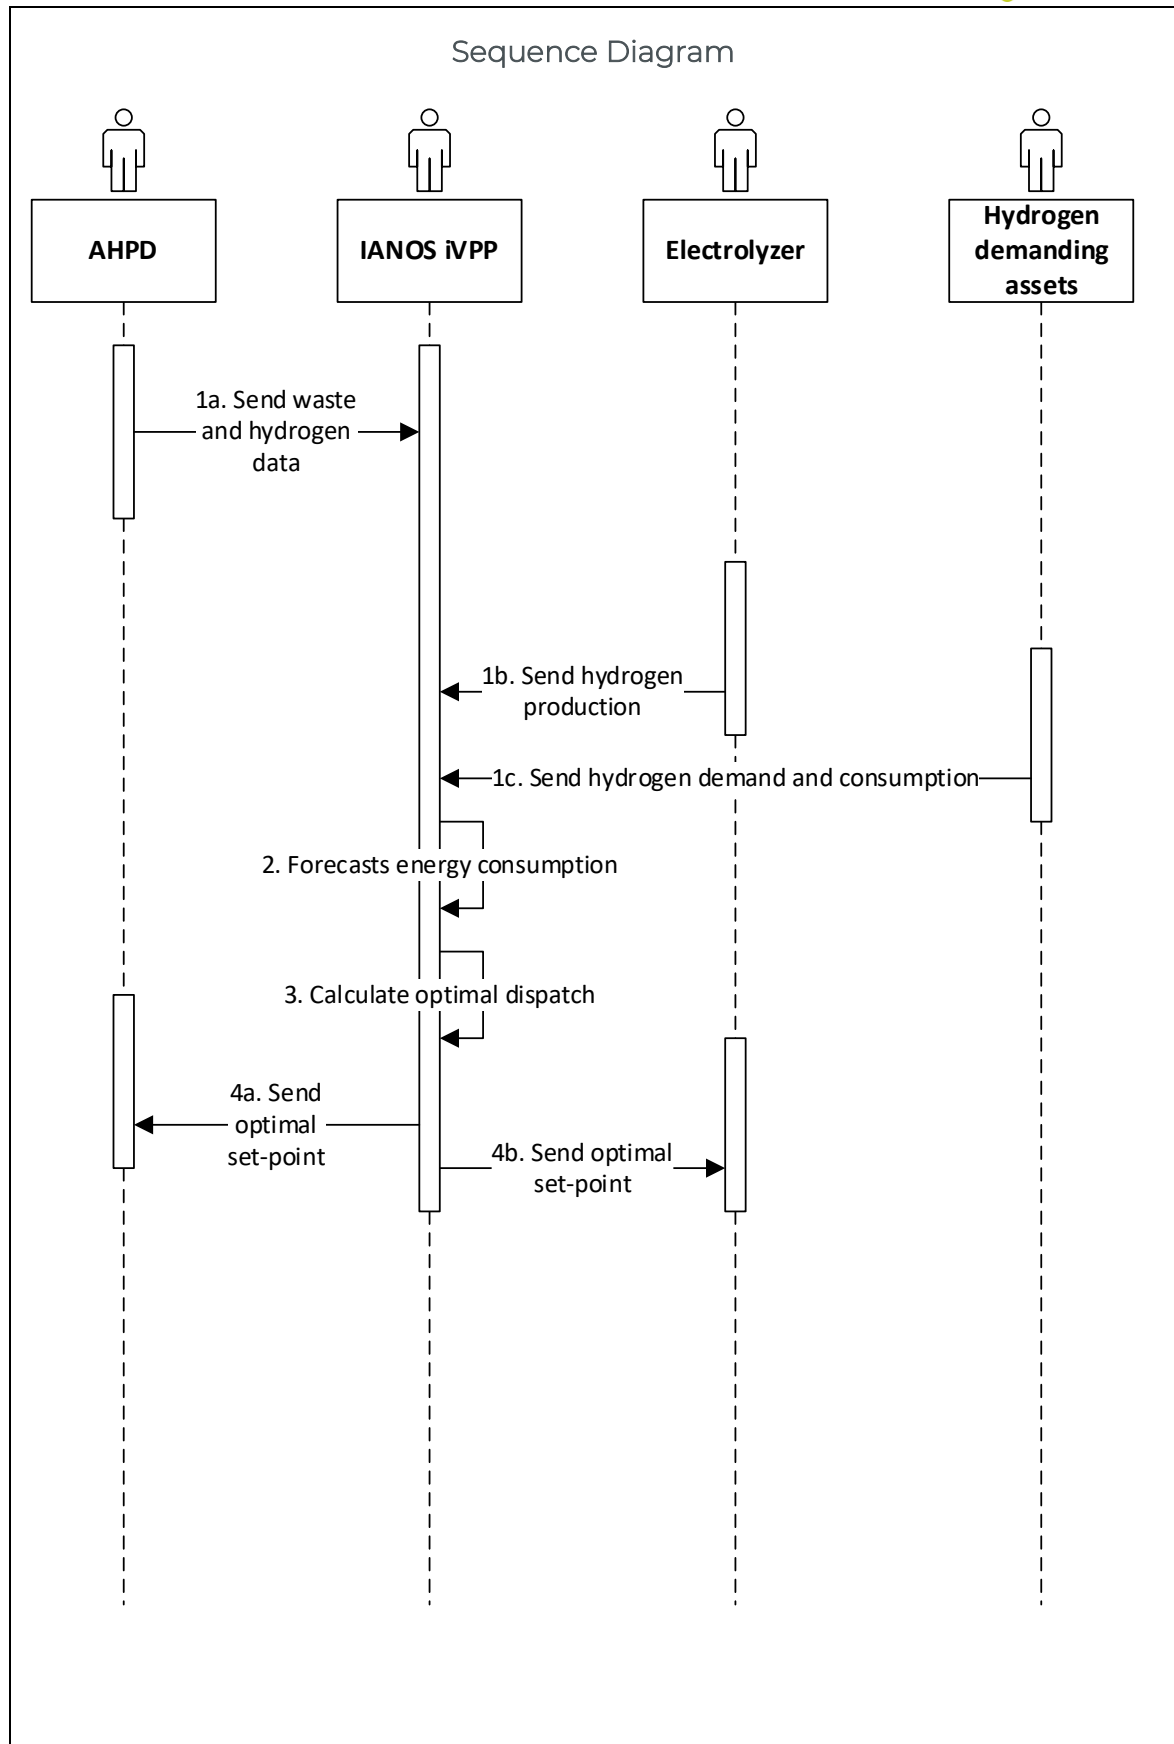 Sequence Diagram
AHPD
IANOS iVPP
Electrolyzer
Hydrogen
demanding
assets
1a. Send waste
and hydrogen
data
1b. Send hydrogen
production
1c. Send hydrogen demand and consumption
2. Forecasts energy consumption
3. Calculate optimal dispatch
4a. Send
optimal
set-point
4b. Send optimal
set-point